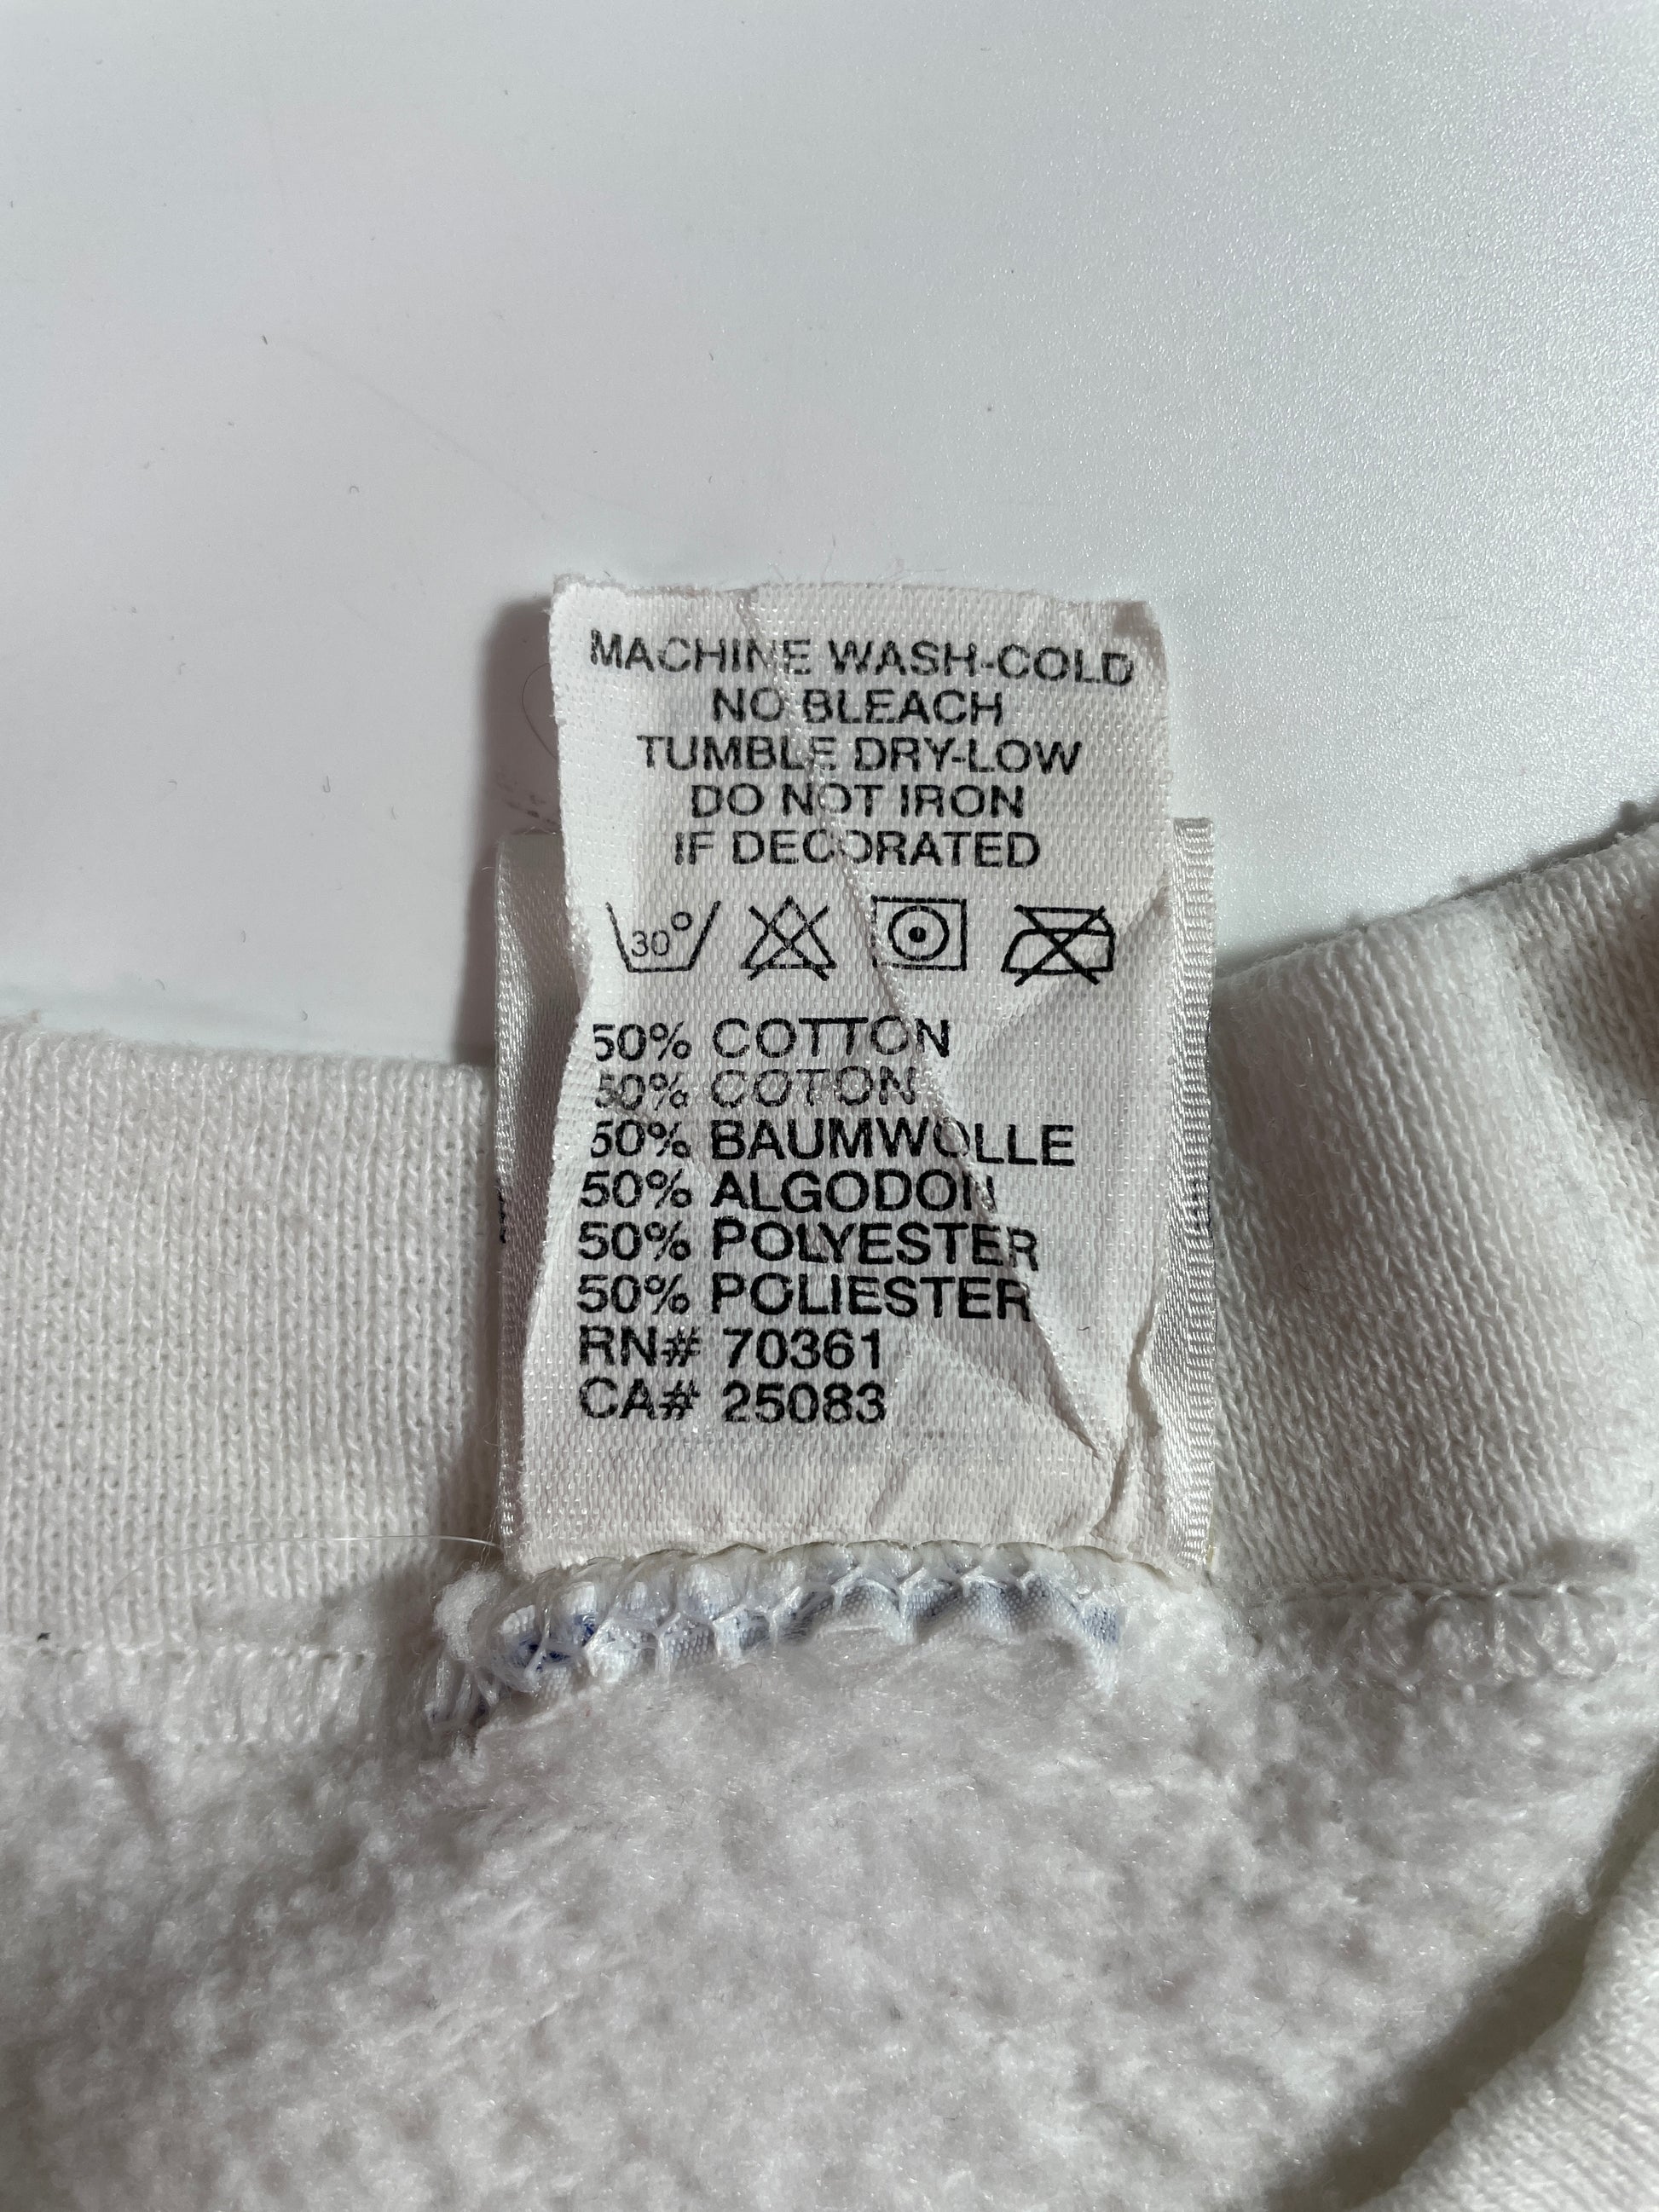 MACHINE WASH-COLD
NO BLEACH
TUMBLE DRY-LOW
DO NOT IRON
IF DECORATED
30°
50% COTTON
50% COTON
50% BAUMWOLLE
50% ALGODON
50% POLYESTER
50% POLIESTER
RN# 70361
CA# 25083